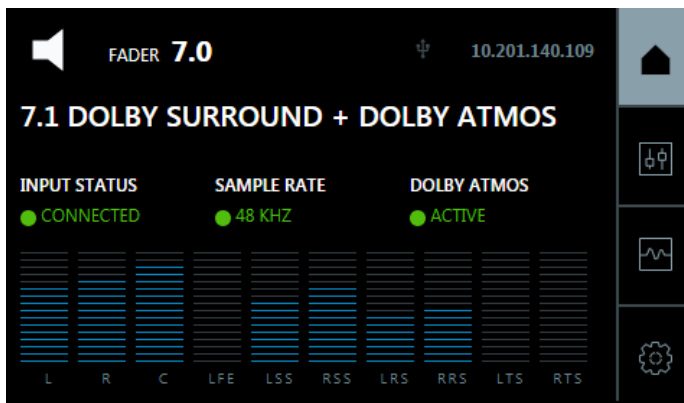 FADER 7.0 10.201.140.109
7.1 DOLBY SURROUND + DOLBY ATMOS
INPUT STATUS SAMPLE RATE DOLBY ATMOS
CONNECTED 48 KHZ ACTIVE
L R C LFE LSS RSS LRS RRS LTS RTS